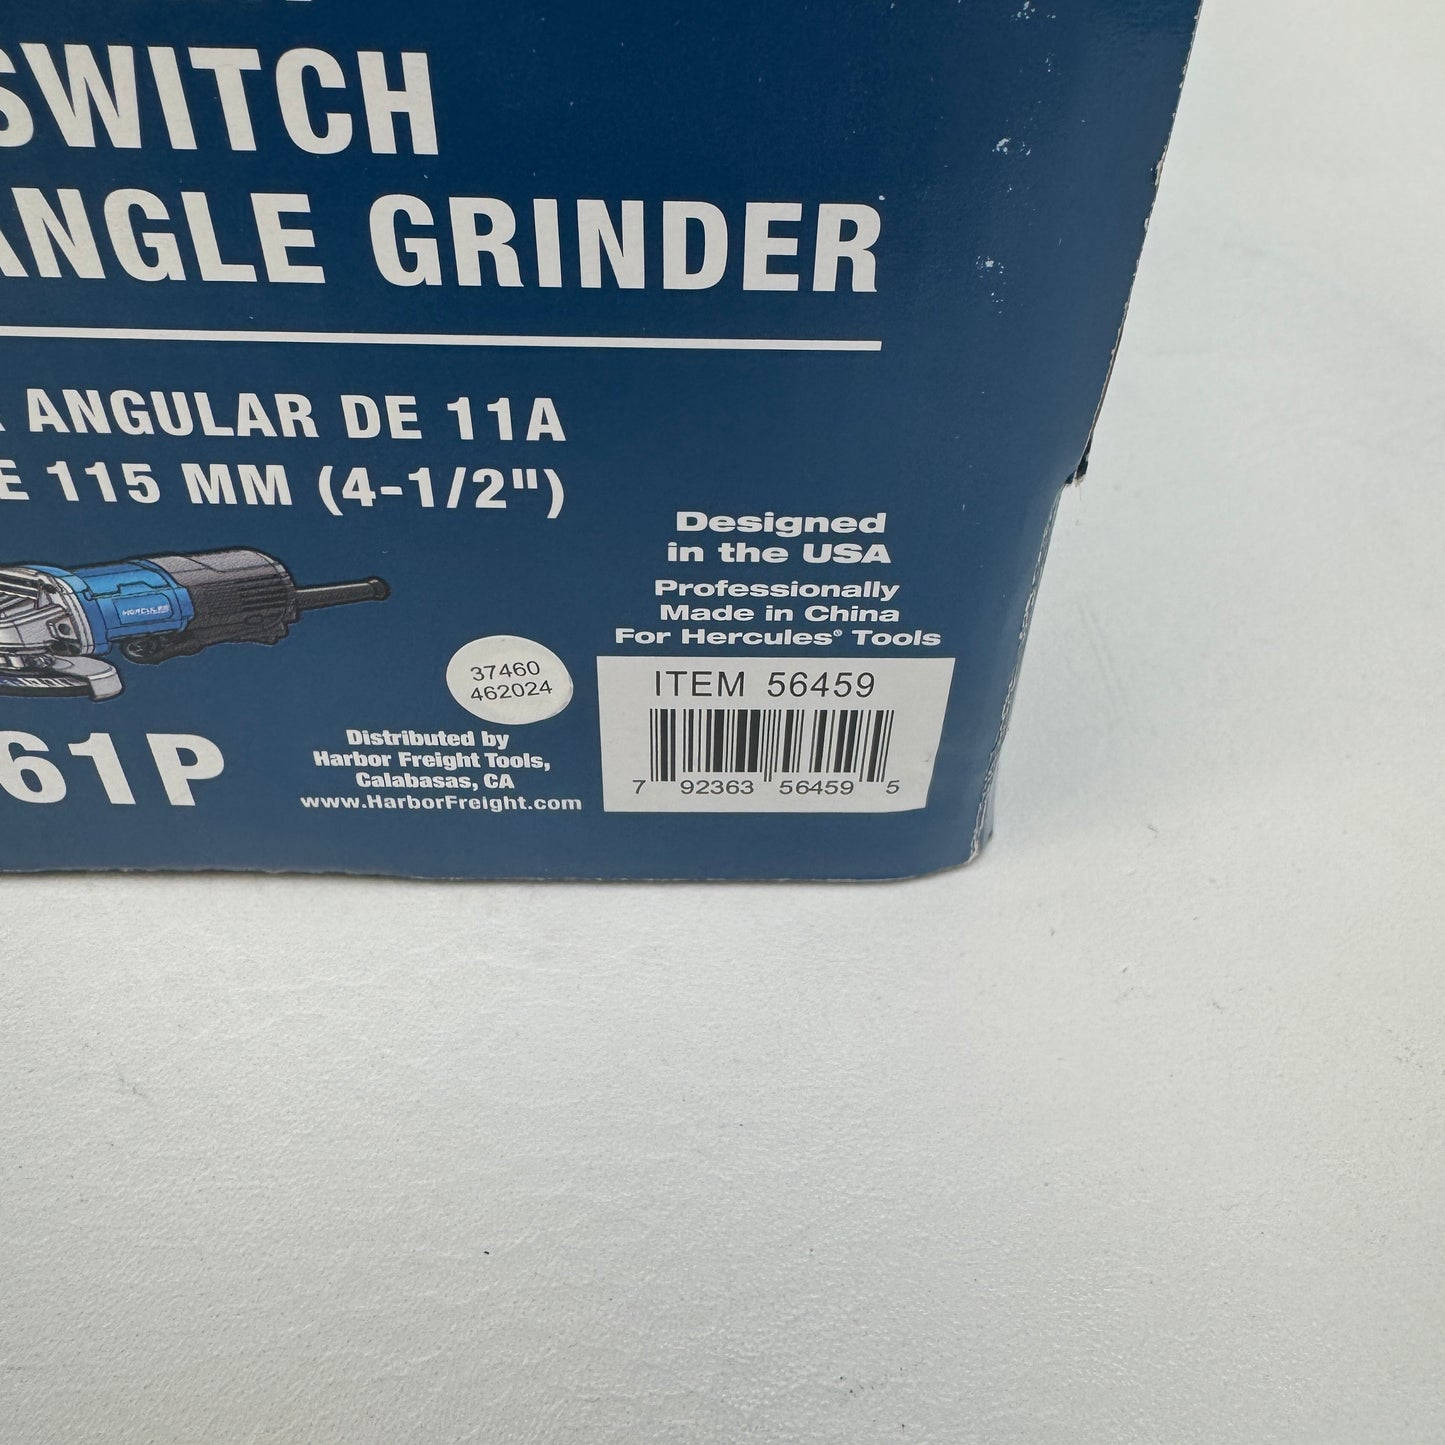 SWITCH
ANGLE GRINDER
ANGULAR DE 11A
E 115 MM (4-1/2")
HERCULES
61P
37460
462024
Distributed by
Harbor Freight Tools,
Calabasas, CA
www.HarborFreight.com
Designed
in the USA
Professionally
Made in China
For Hercules® Tools
ITEM 56459
7 92363 56459 5